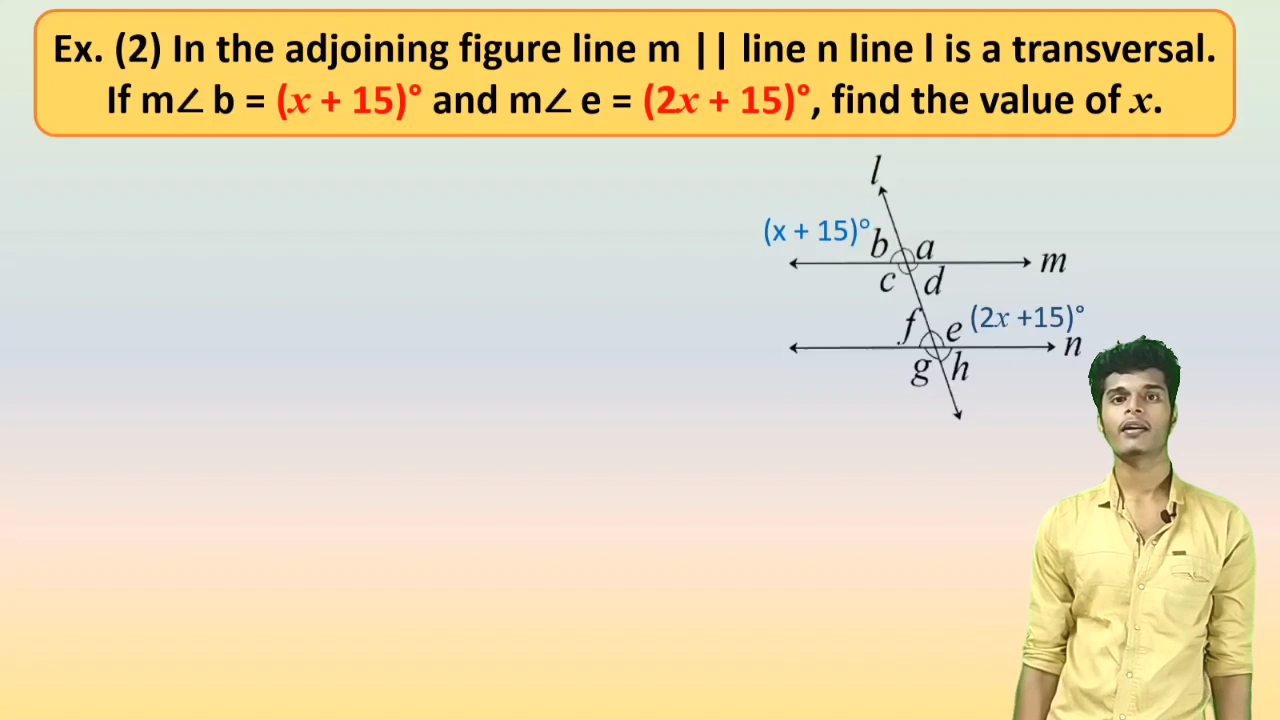 Ex. (2) In the adjoining figure line m || line n line l is a transversal.
If m∠ b = (x + 15)° and m∠ e = (2x + 15)°, find the value of x.
l
(x + 15)° b a
m
c d
f e (2x +15)°
n
g h